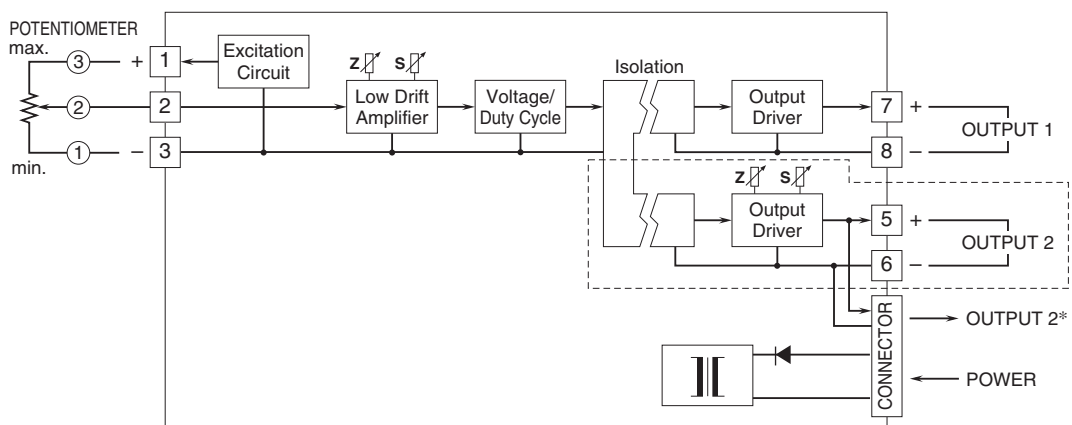 POTENTIOMETER
max.
3
+
1
Excitation
Circuit
2
2
1
−
3
min.
Z
S
Low Drift
Amplifier
Voltage/
Duty Cycle
Isolation
Output
Driver
7
+
8
−
OUTPUT 1
Z
S
Output
Driver
5
+
6
−
OUTPUT 2
CONNECTOR
OUTPUT 2*
POWER